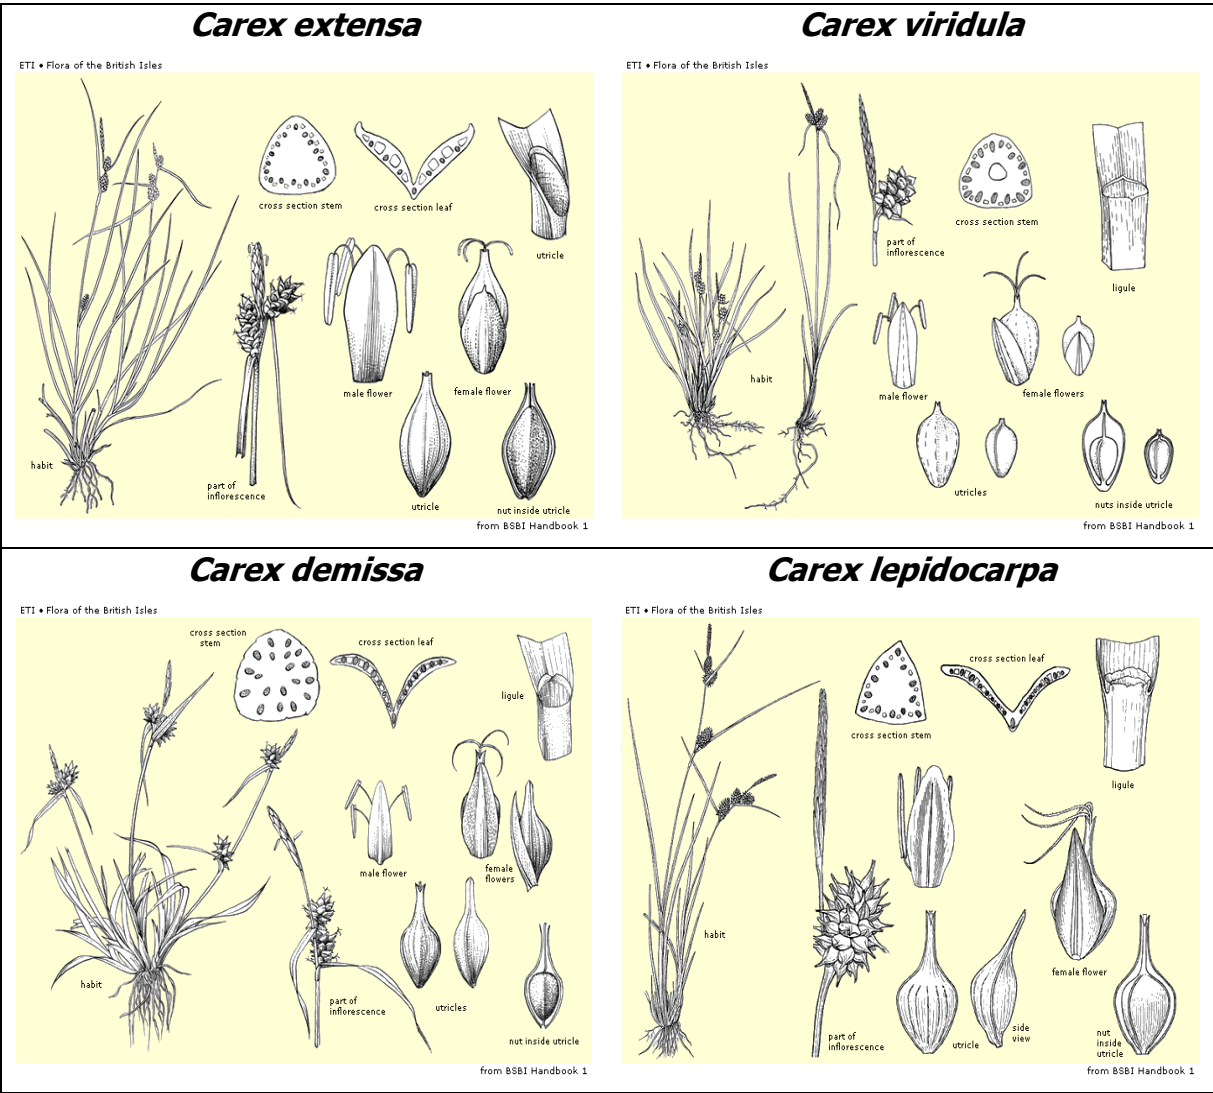 Carex extensa
ETI ♦ Flora of the British Isles
cross section stem
cross section leaf
utricle
male flower
female flower
habit
part of
inflorescence
utricle
nut inside utricle
from BSBI Handbook 1
Carex viridula
ETI ♦ Flora of the British Isles
part of
inflorescence
cross section stem
ligule
habit
male flower
female flowers
utricles
nuts inside utricle
from BSBI Handbook 1
Carex demissa
ETI ♦ Flora of the British Isles
cross section
stem
cross section leaf
ligule
male flower
female
flowers
habit
part of
inflorescence
utricles
nut inside utricle
from BSBI Handbook 1
Carex lepidocarpa
ETI ♦ Flora of the British Isles
cross section stem
cross section leaf
ligule
habit
female flower
part of
inflorescence
utricle
side
view
nut
inside
utricle
from BSBI Handbook 1